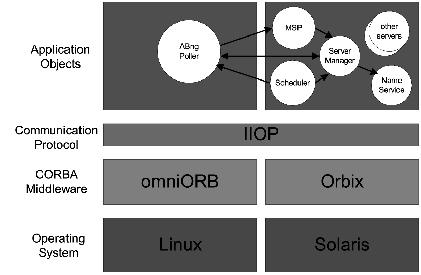 Application
Objects
ABng
Poller
MSIP
Server
Manager
Scheduler
other
servers
Name
Service
Communication
Protocol
IIOP
CORBA
Middleware
omniORB
Orbix
Operating
System
Linux
Solaris